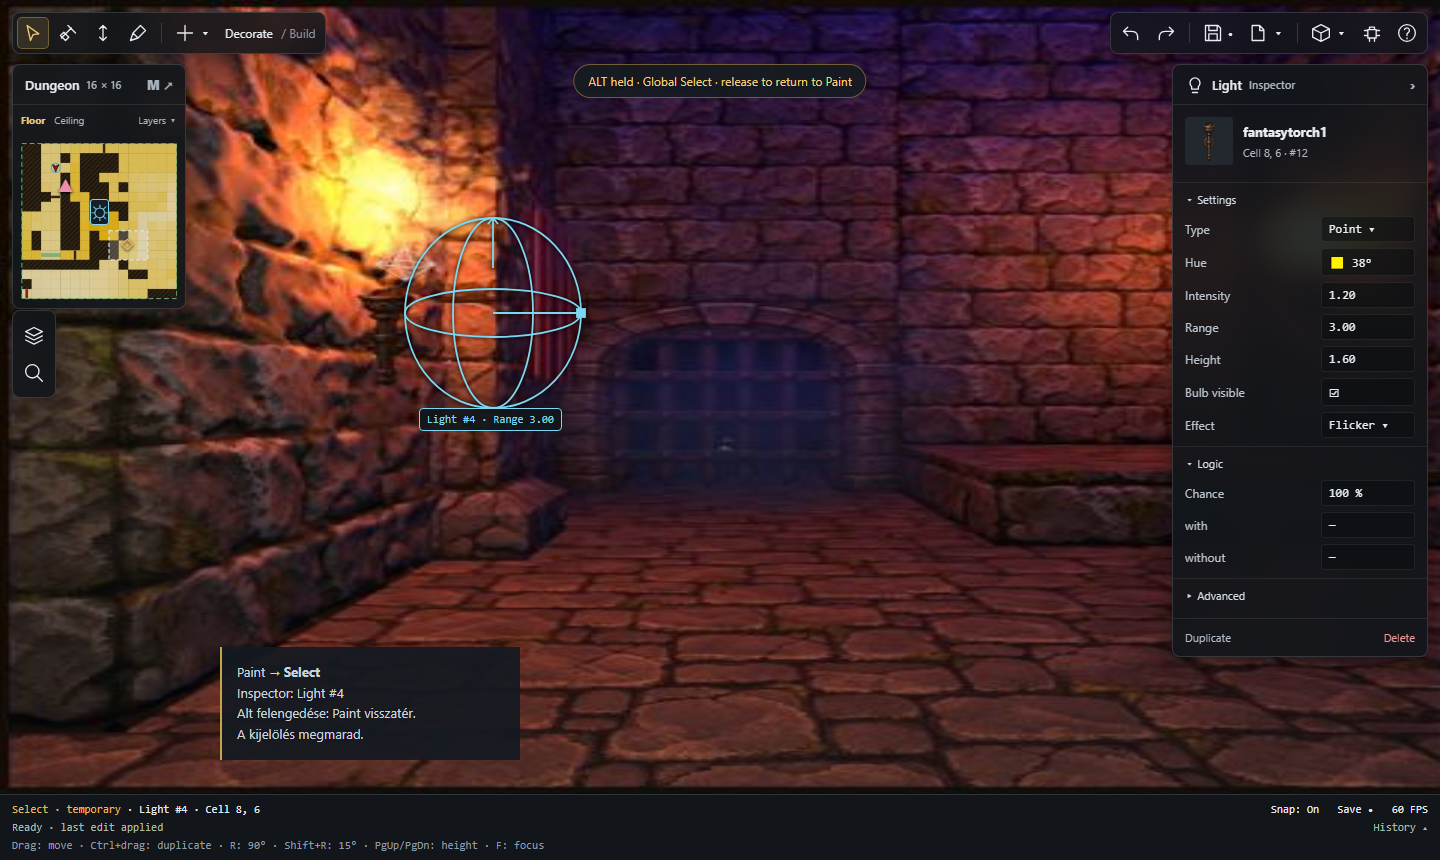 Decorate / Build
ALT held · Global Select · release to return to Paint
Dungeon 16 × 16 M ↗
Floor Ceiling Layers ▾
Light #4 · Range 3.00
Light Inspector ›
fantasytorch1
Cell 8, 6 · #12
Settings
Type Point ▾
Hue 38°
Intensity 1.20
Range 3.00
Height 1.60
Bulb visible ☑
Effect Flicker ▾
Logic
Chance 100 %
with —
without —
Advanced
Duplicate Delete
Paint → Select
Inspector: Light #4
Alt felengedése: Paint visszatér.
A kijelölés megmarad.
Select · temporary · Light #4 · Cell 8, 6
Ready · last edit applied
Drag: move · Ctrl+drag: duplicate · R: 90° · Shift+R: 15° · PgUp/PgDn: height · F: focus
Snap: On Save • 60 FPS
History ▴